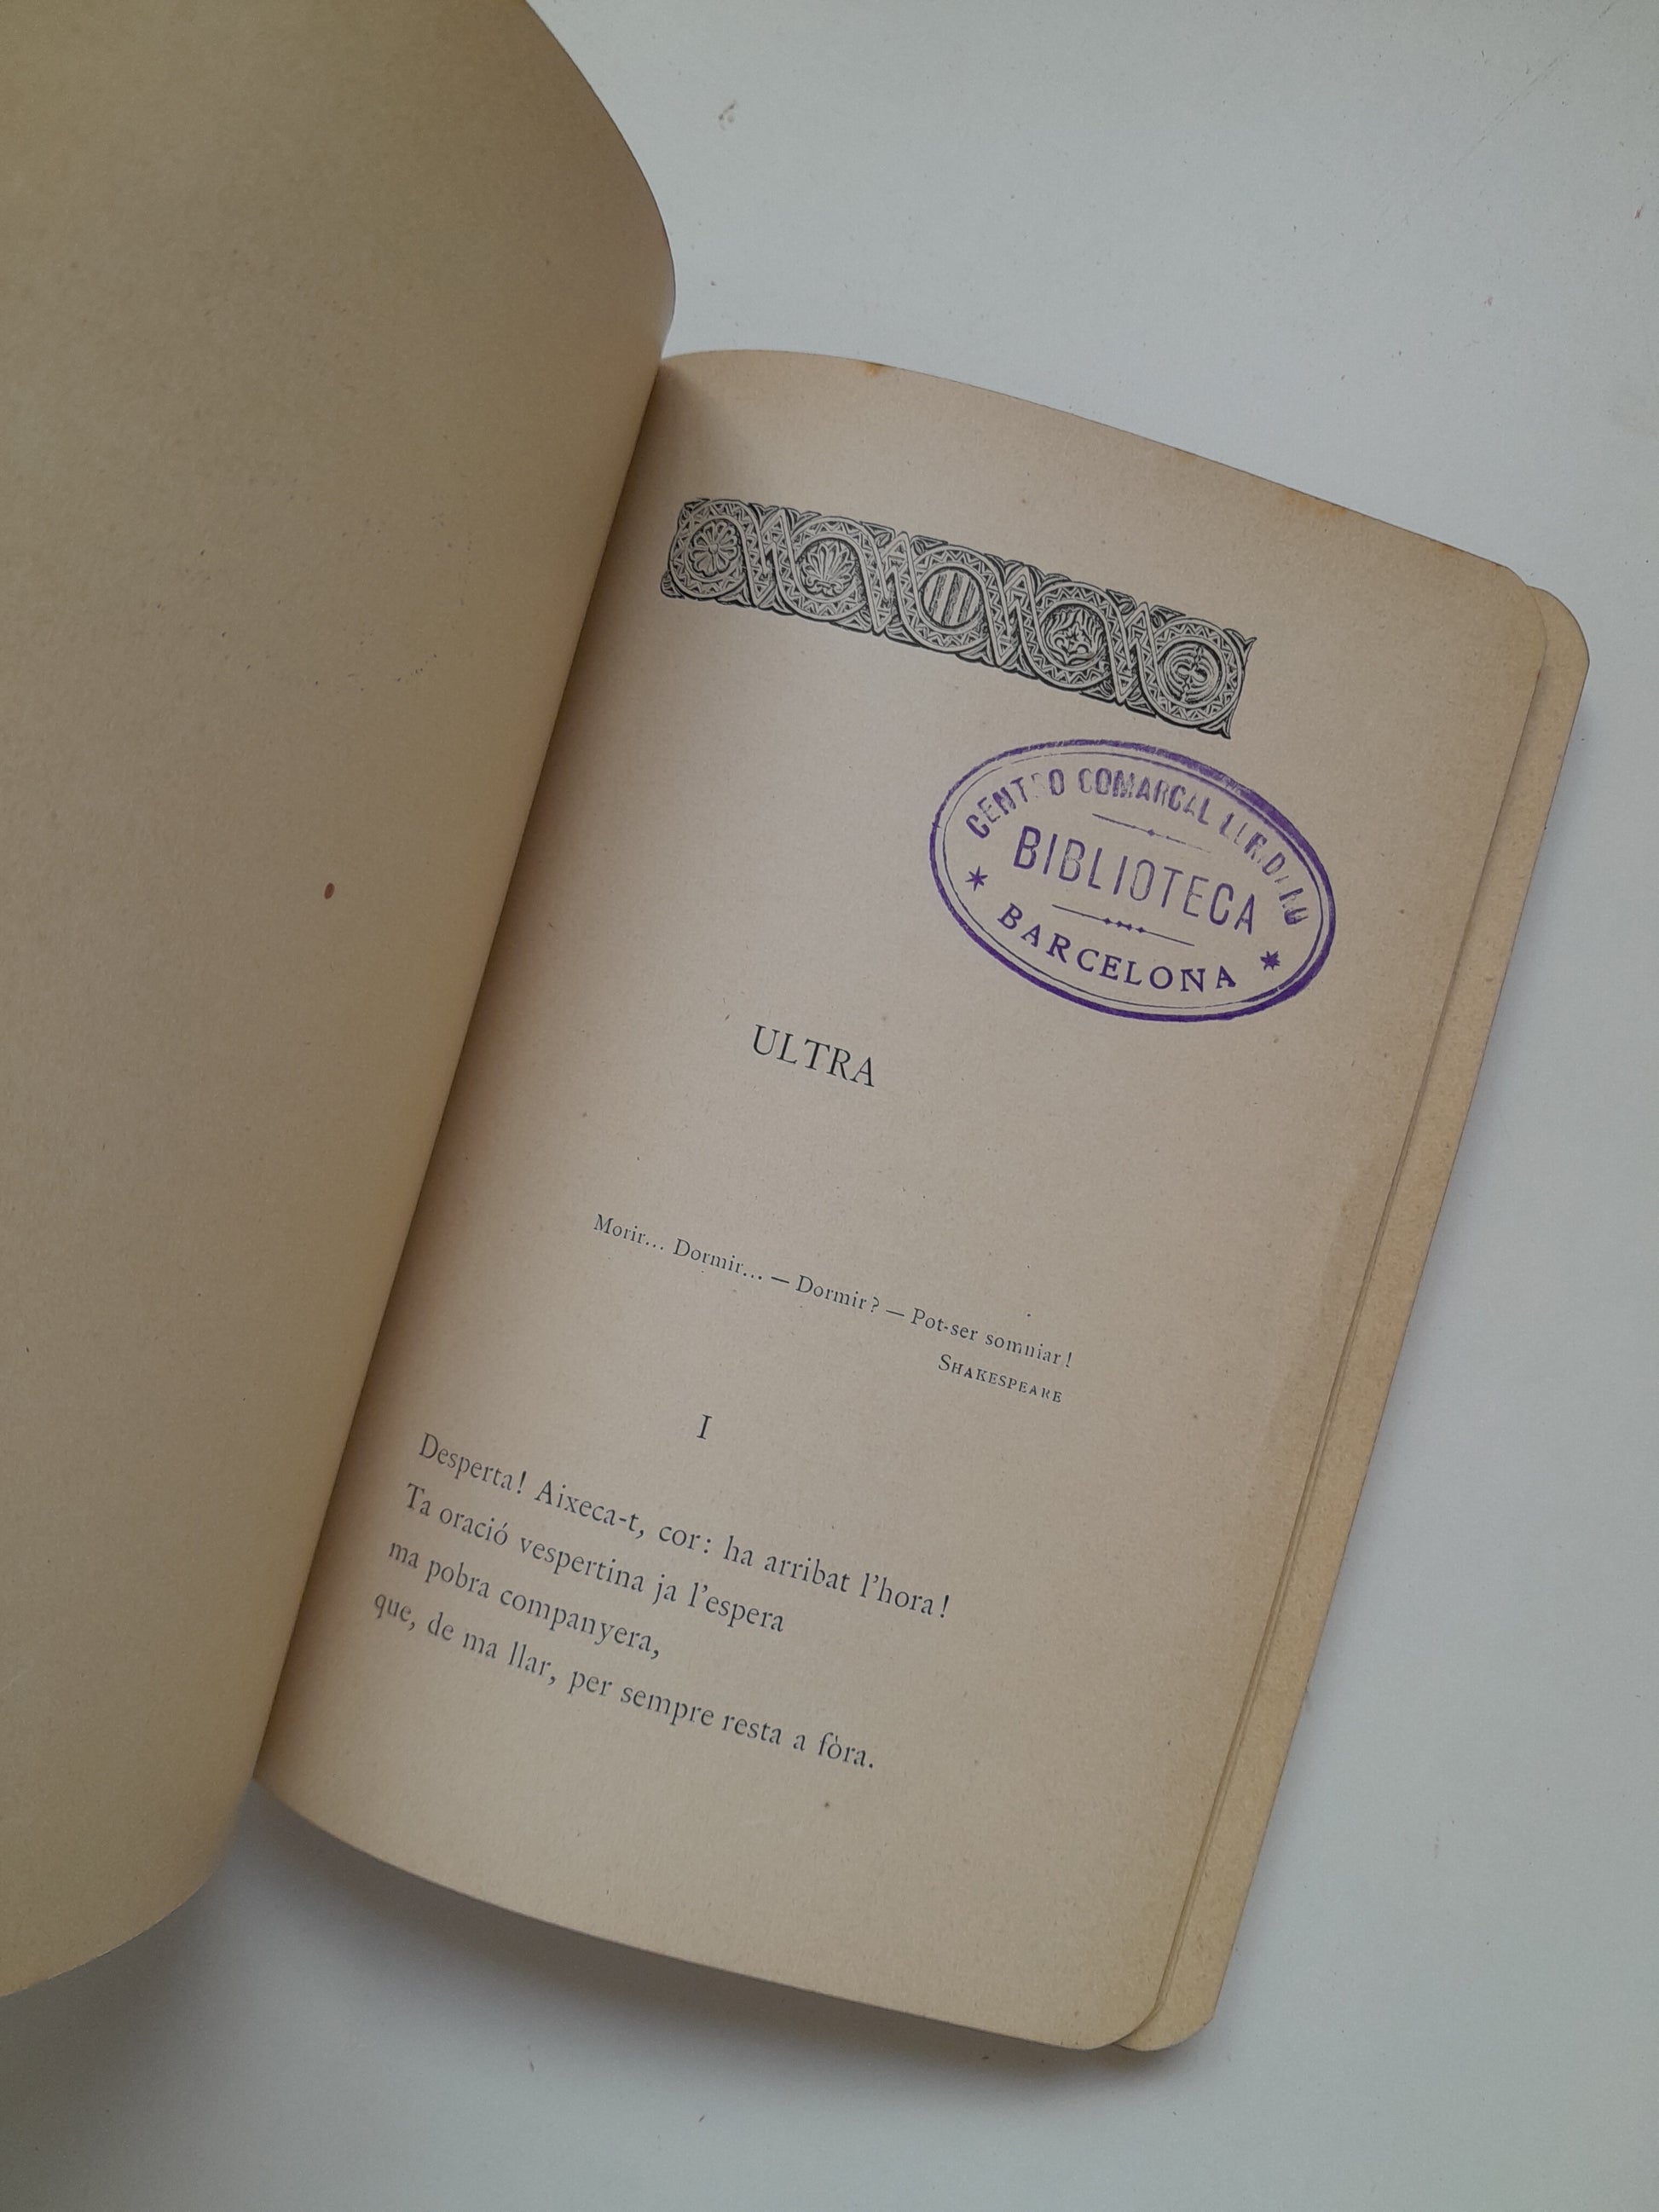 CENTRO COMARCAL
BIBLIOTECA
BARCELONA
ULTRA
Morir... Dormir... — Dormir? — Pot-ser somniar!
SHAKESPEARE
I
Desperta! Aixeca-t, cor: ha arribat l'hora!
Ta oració vespertina ja l'espera
ma pobra companyera,
que, de ma llar, per sempre resta a fòra.